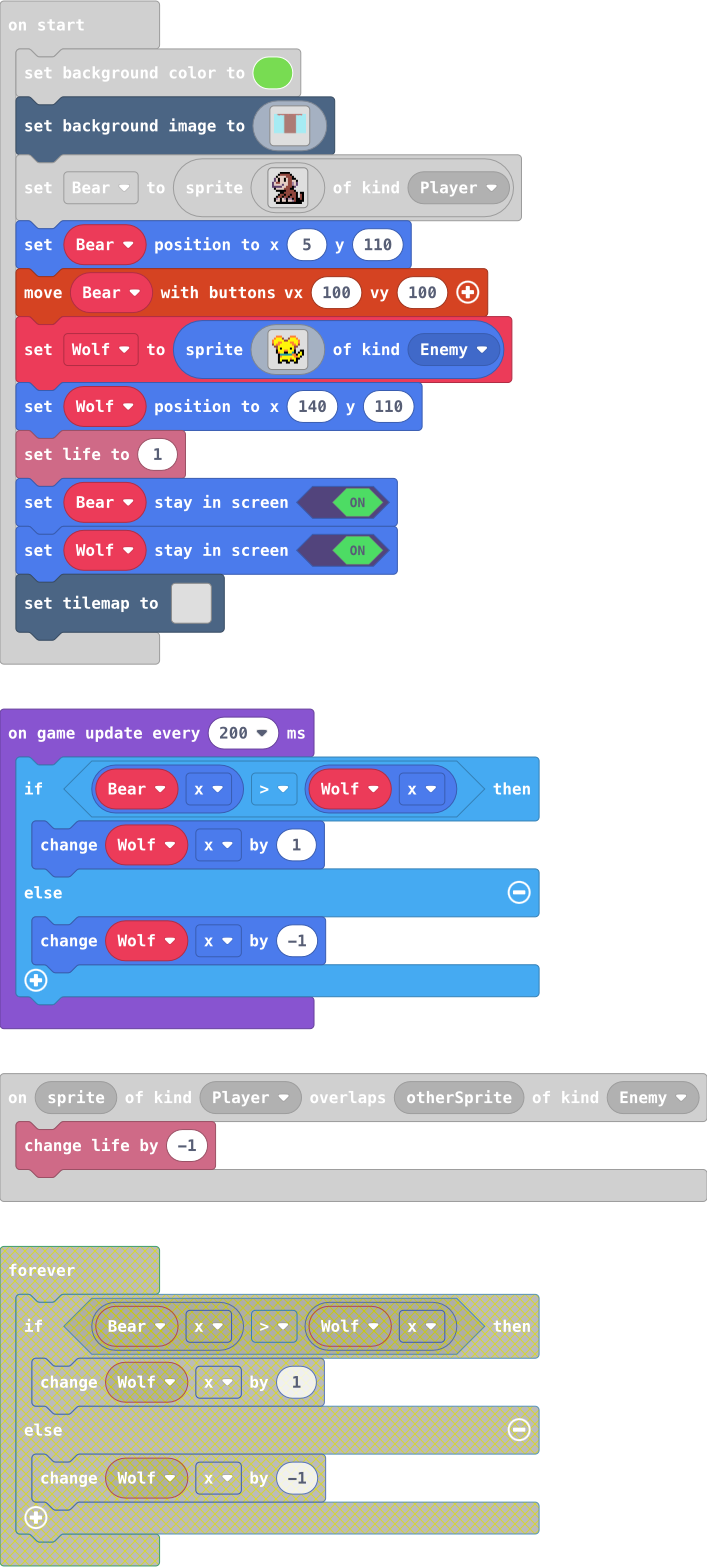 on start
set background color to
set background image to
set Bear to sprite of kind Player
set Bear position to x 5 y 110
move Bear with buttons vx 100 vy 100
set Wolf to sprite of kind Enemy
set Wolf position to x 140 y 110
set life to 1
set Bear stay in screen ON
set Wolf stay in screen ON
set tilemap to
on game update every 200 ms
if Bear x > Wolf x then
change Wolf x by 1
else
change Wolf x by -1
on sprite of kind Player overlaps otherSprite of kind Enemy
change life by -1
forever
if Bear x > Wolf x then
change Wolf x by 1
else
change Wolf x by -1